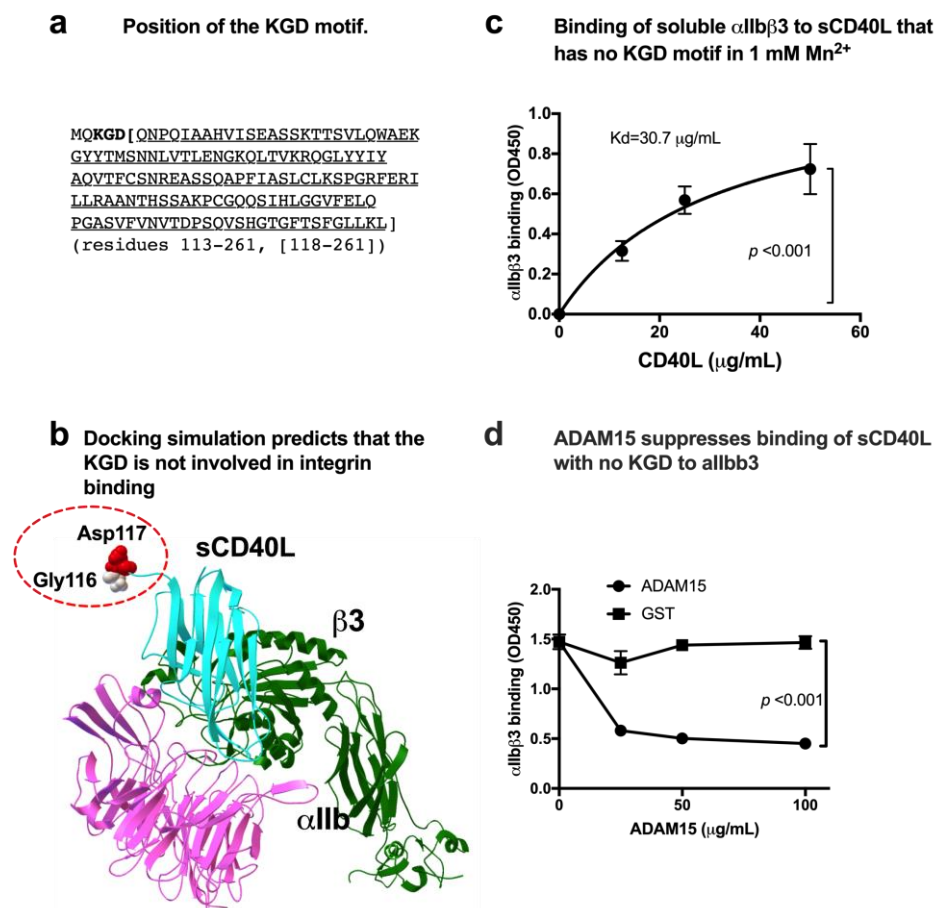 a Position of the KGD motif.
MQKGD[QNPQIAAHVISEASSKTTSVLQWAEK
GYYTMSNNLVTLENGKQLTVKRQGLYYIY
AQVTFCSNREASSQAPFIASLCLKSPGRFERI
LLRAANTHSSAKPCGQQSIHLGGVFELQ
PGASVFVNVTDPSQVSHGTGFTSFGLLKL]
(residues 113-261, [118-261])
c Binding of soluble αIIbβ3 to sCD40L that
has no KGD motif in 1 mM Mn2+
αIIbβ3 binding (OD450)
1.0
0.8
0.6
0.4
0.2
0.0
Kd=30.7 µg/mL
p <0.001
0 20 40 60
CD40L (µg/mL)
b Docking simulation predicts that the
KGD is not involved in integrin
binding
Asp117
Gly116
sCD40L
β3
αIIb
d ADAM15 suppresses binding of sCD40L
with no KGD to allbb3
αIIbβ3 binding (OD450)
2.0
1.5
1.0
0.5
0.0
ADAM15
GST
p <0.001
0 50 100
ADAM15 (µg/mL)